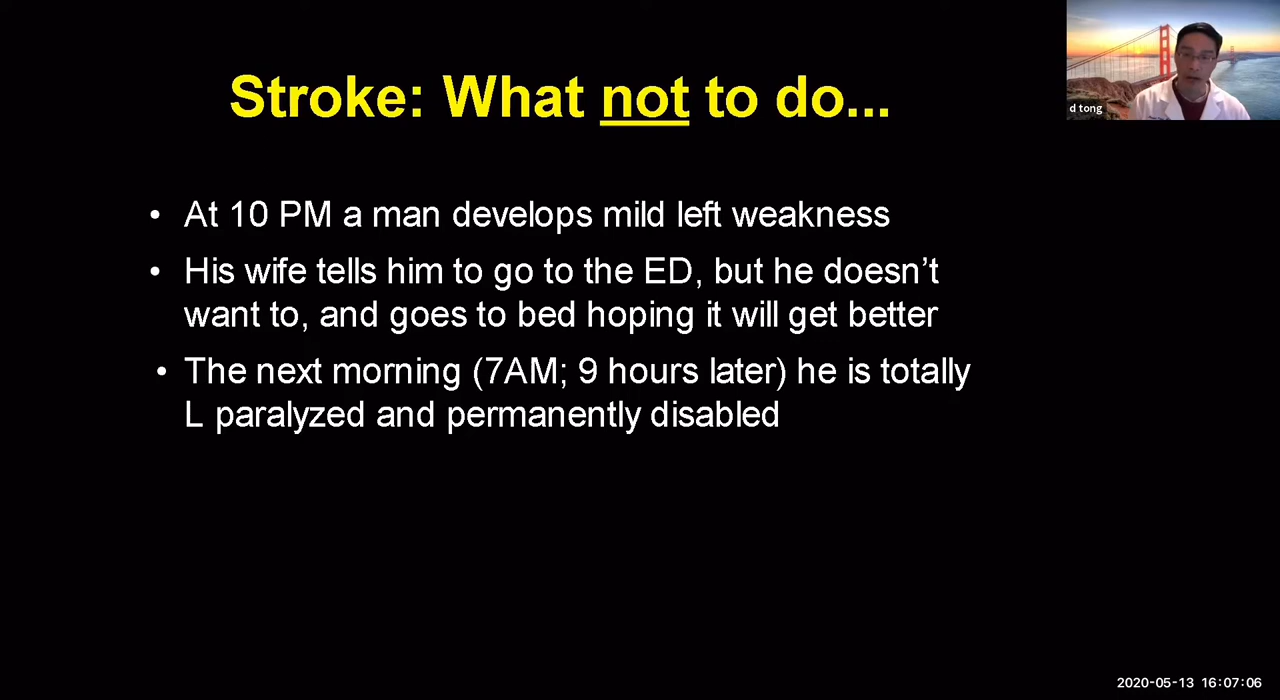 Stroke: What not to do...
d tong
• At 10 PM a man develops mild left weakness
• His wife tells him to go to the ED, but he doesn’t
want to, and goes to bed hoping it will get better
• The next morning (7AM; 9 hours later) he is totally
L paralyzed and permanently disabled
2020-05-13 16:07:06